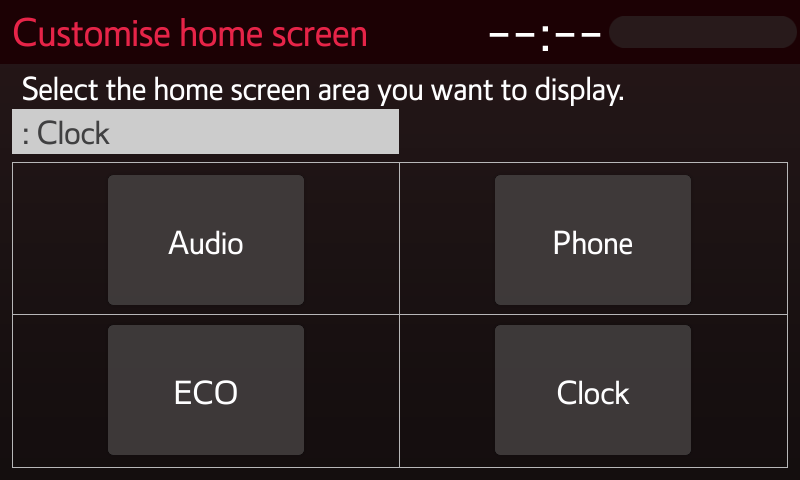 Customise home screen
--:--
Select the home screen area you want to display.
: Clock
Audio
Phone
ECO
Clock